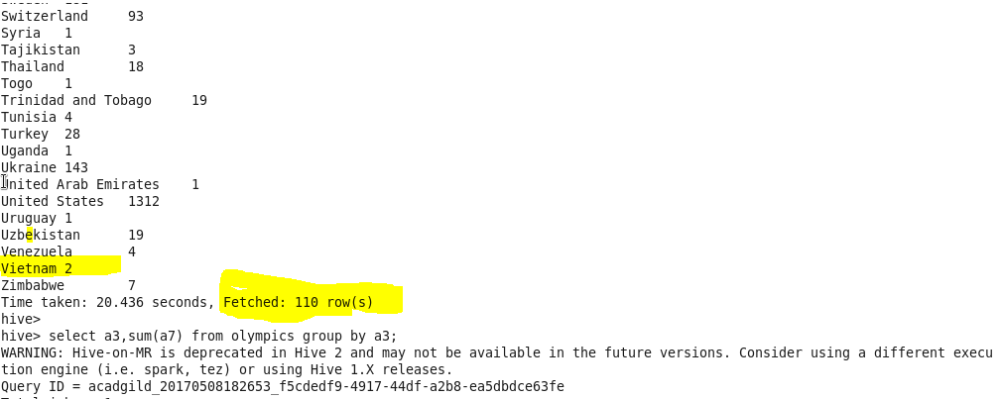 Switzerland 93
Syria 1
Tajikistan 3
Thailand 18
Togo 1
Trinidad and Tobago 19
Tunisia 4
Turkey 28
Uganda 1
Ukraine 143
United Arab Emirates 1
United States 1312
Uruguay 1
Uzbekistan 19
Venezuela 4
Vietnam 2
Zimbabwe 7
Time taken: 20.436 seconds, Fetched: 110 row(s)
hive>
hive> select a3,sum(a7) from olympics group by a3;
WARNING: Hive-on-MR is deprecated in Hive 2 and may not be available in the future versions. Consider using a different execu
tion engine (i.e. spark, tez) or using Hive 1.X releases.
Query ID = acadgild_20170508182653_f5cdedf9-4917-44df-a2b8-ea5dbdce63fe